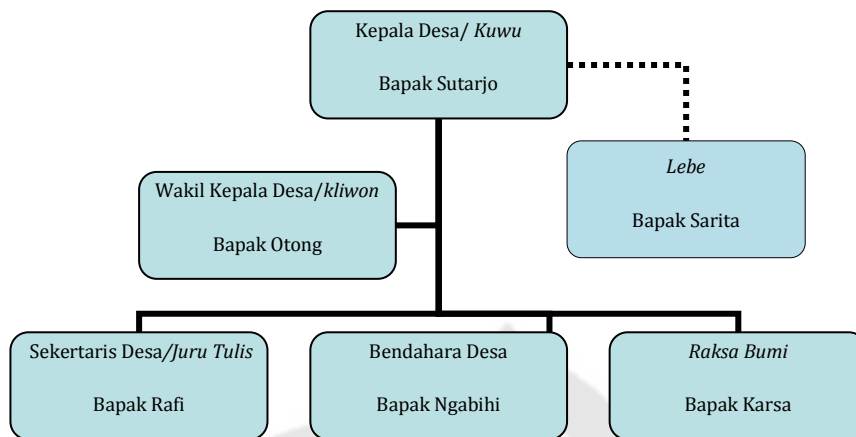 Kepala Desa/ Kuwu
Bapak Sutarjo
Lebe
Bapak Sarita
Wakil Kepala Desa/kliwon
Bapak Otong
Sekertaris Desa/Juru Tulis
Bapak Rafi
Bendahara Desa
Bapak Ngabihi
Raksa Bumi
Bapak Karsa